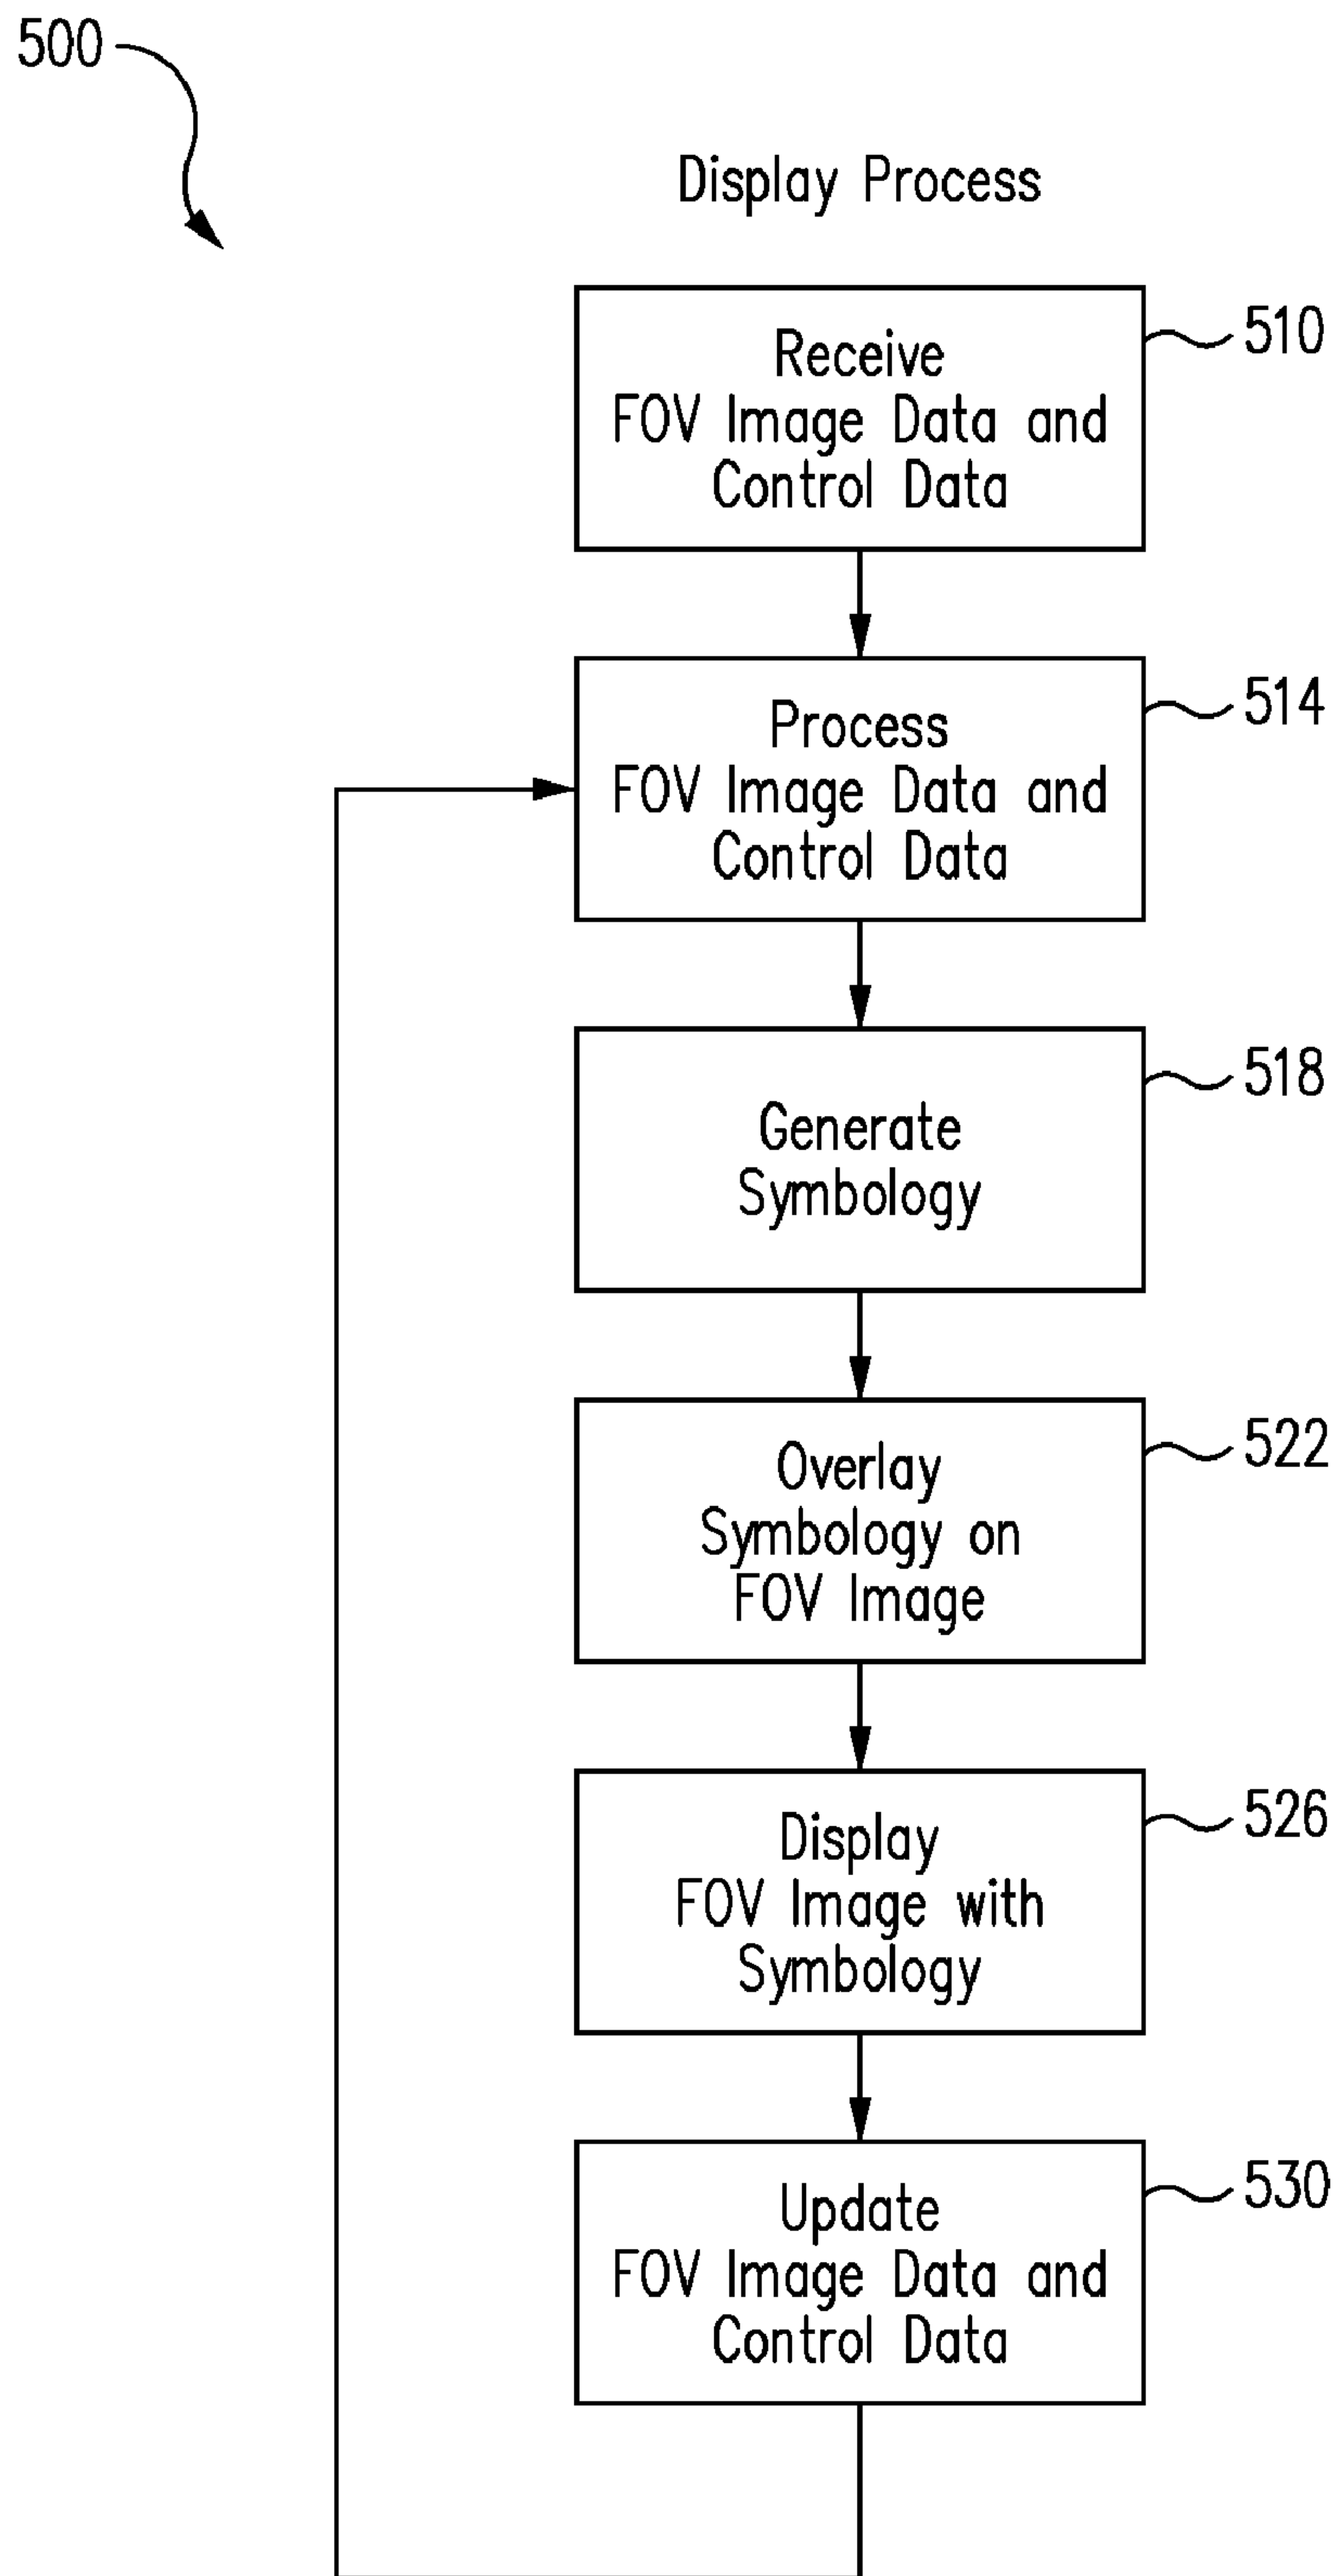 500
Display Process
Receive
FOV Image Data and
Control Data
510
Process
FOV Image Data and
Control Data
514
Generate
Symbology
518
Overlay
Symbology on
FOV Image
522
Display
FOV Image with
Symbology
526
Update
FOV Image Data and
Control Data
530